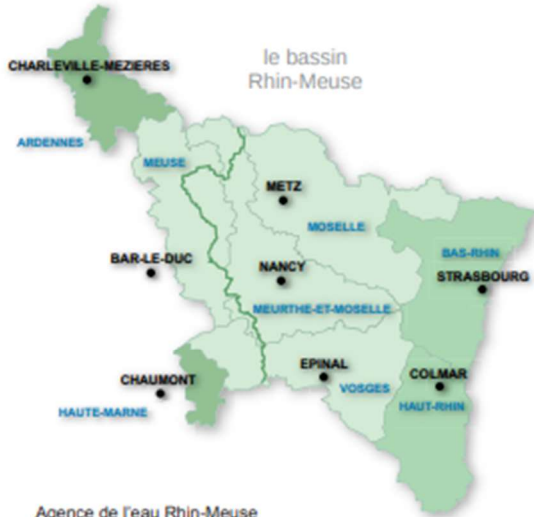 le bassin
Rhin-Meuse
CHARLEVILLE-MEZIERES
ARDENNES
MEUSE
METZ
MOSELLE
BAR-LE-DUC
NANCY
BAS-RHIN
STRASBOURG
MEURTHE-ET-MOSELLE
EPINAL
CHAUMONT
VOSGES
COLMAR
HAUTE-MARNE
HAUT-RHIN
Agence de l'eau Rhin-Meuse